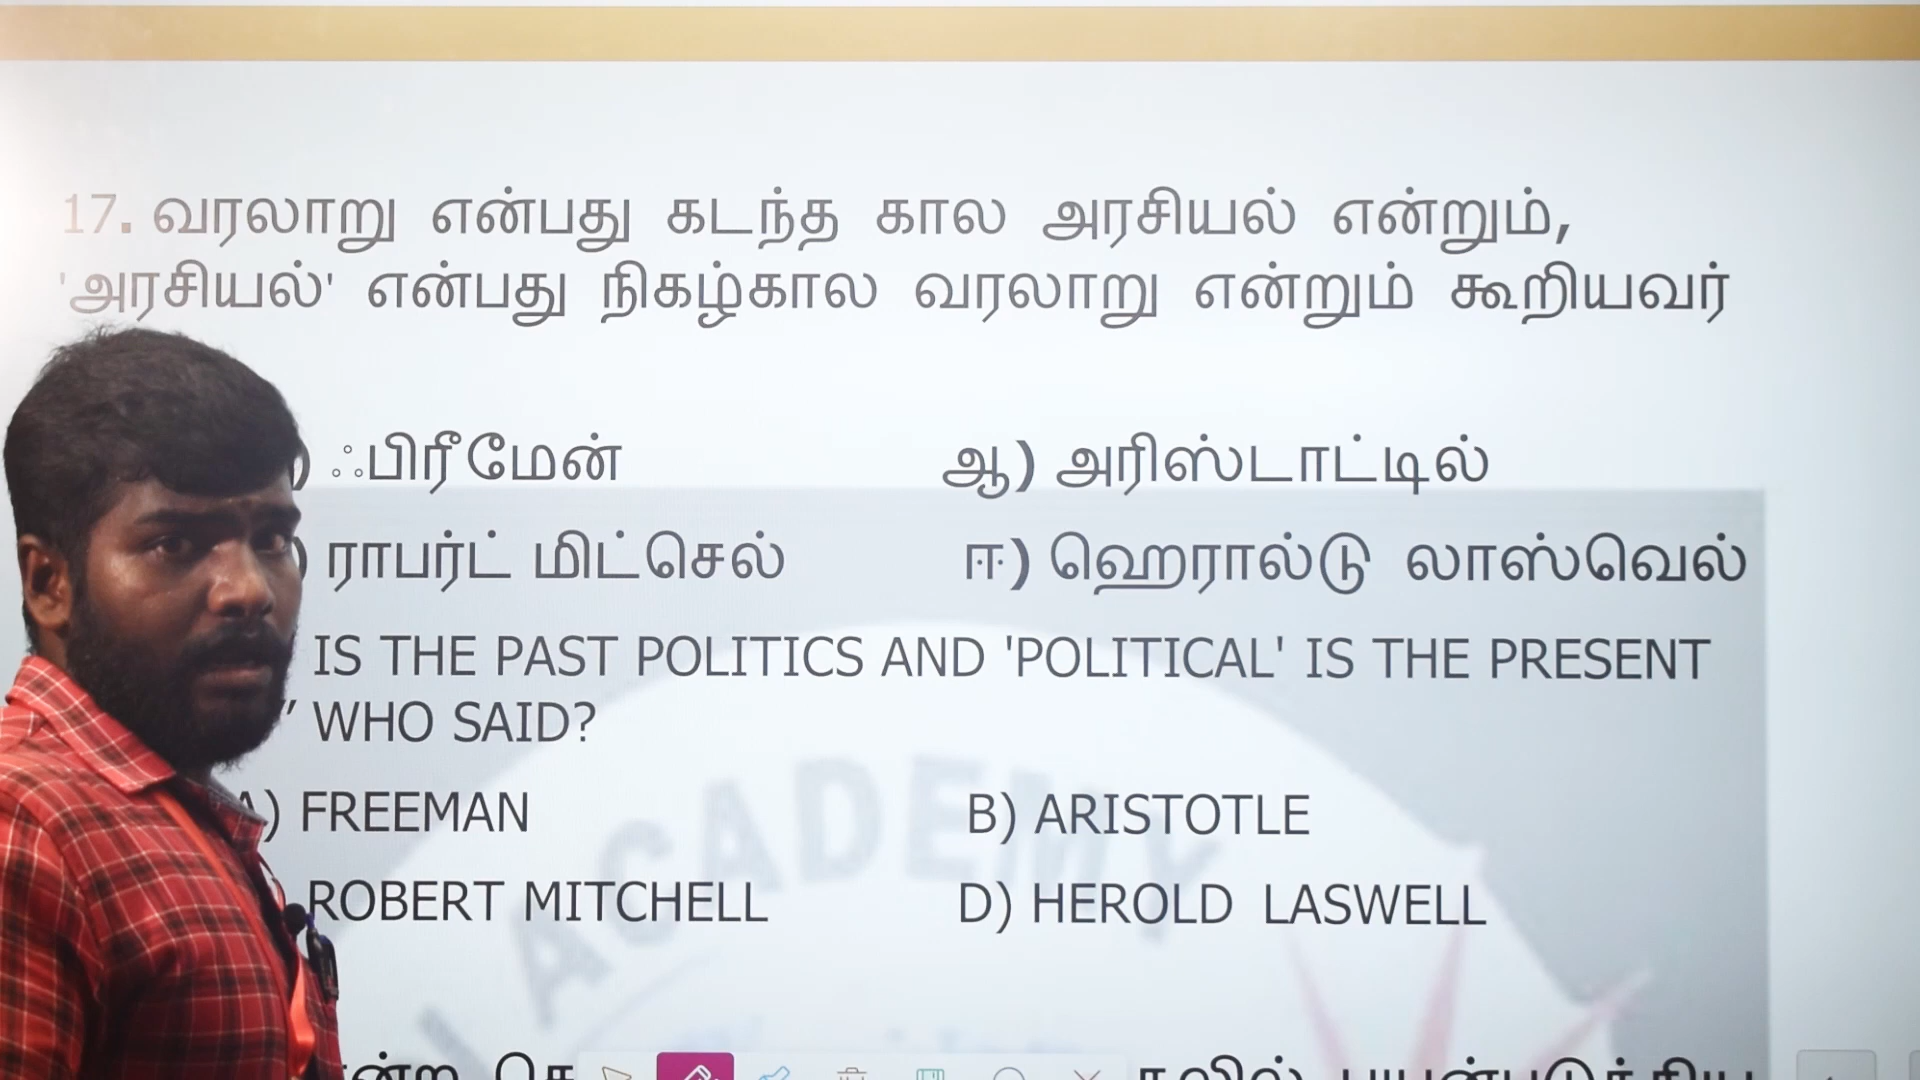 17. வரலாறு என்பது கடந்த கால அரசியல் என்றும்,
'அரசியல்' என்பது நிகழ்கால வரலாறு என்றும் கூறியவர்
) ஃபிரீமேன் ஆ) அரிஸ்டாட்டில்
) ராபர்ட் மிட்செல் ஈ) ஹெரால்டு லாஸ்வெல்
IS THE PAST POLITICS AND 'POLITICAL' IS THE PRESENT
” WHO SAID?
A) FREEMAN B) ARISTOTLE
ROBERT MITCHELL D) HEROLD LASWELL
ACADEMY